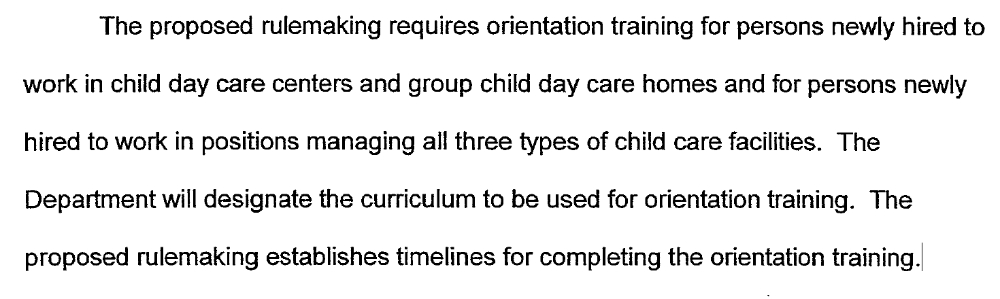 The proposed rulemaking requires orientation training for persons newly hired to
work in child day care centers and group child day care homes and for persons newly
hired to work in positions managing all three types of child care facilities.  The
Department will designate the curriculum to be used for orientation training.  The
proposed rulemaking establishes timelines for completing the orientation training.